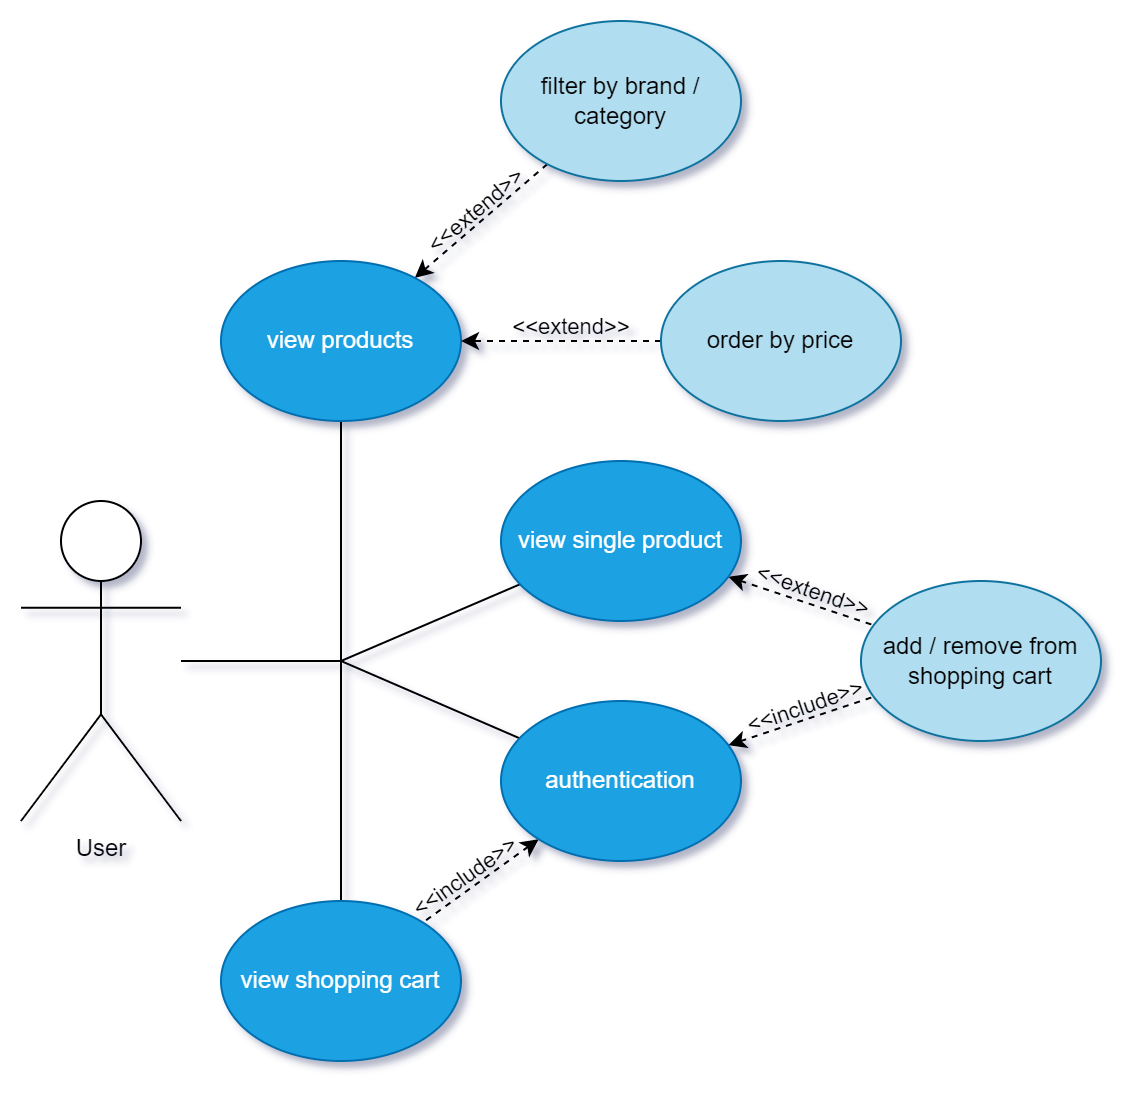 filter by brand /
category
<<extend>>
view products
<<extend>>
order by price
view single product
<<extend>>
add / remove from
shopping cart
<<include>>
authentication
User
<<include>>
view shopping cart